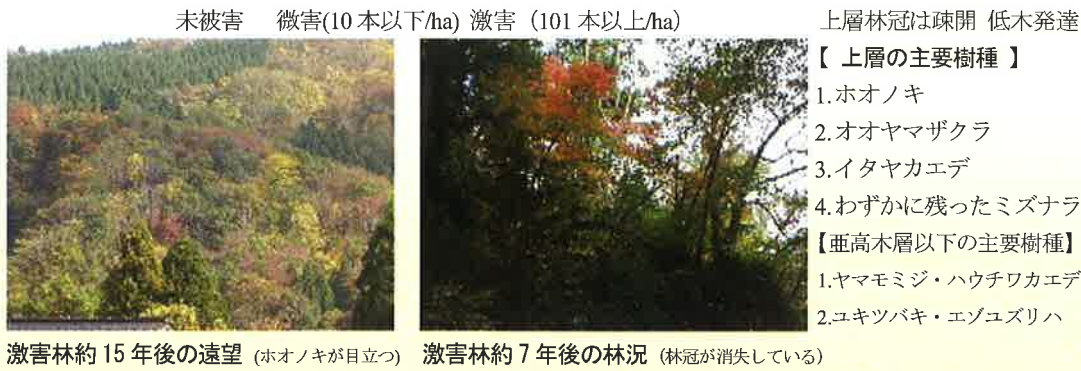 未被害 微害(10本以下/ha) 激害（101本以上/ha）
上層林冠は疎開 低木発達
【 上層の主要樹種 】
1.ホオノキ
2.オオヤマザクラ
3.イタヤカエデ
4.わずかに残ったミズナラ
【亜高木層以下の主要樹種】
1.ヤマモミジ・ハウチワカエデ
2.ユキツバキ・エゾユズリハ
激害林約15年後の遠望 (ホオノキが目立つ)
激害林約7年後の林況（林冠が消失している）